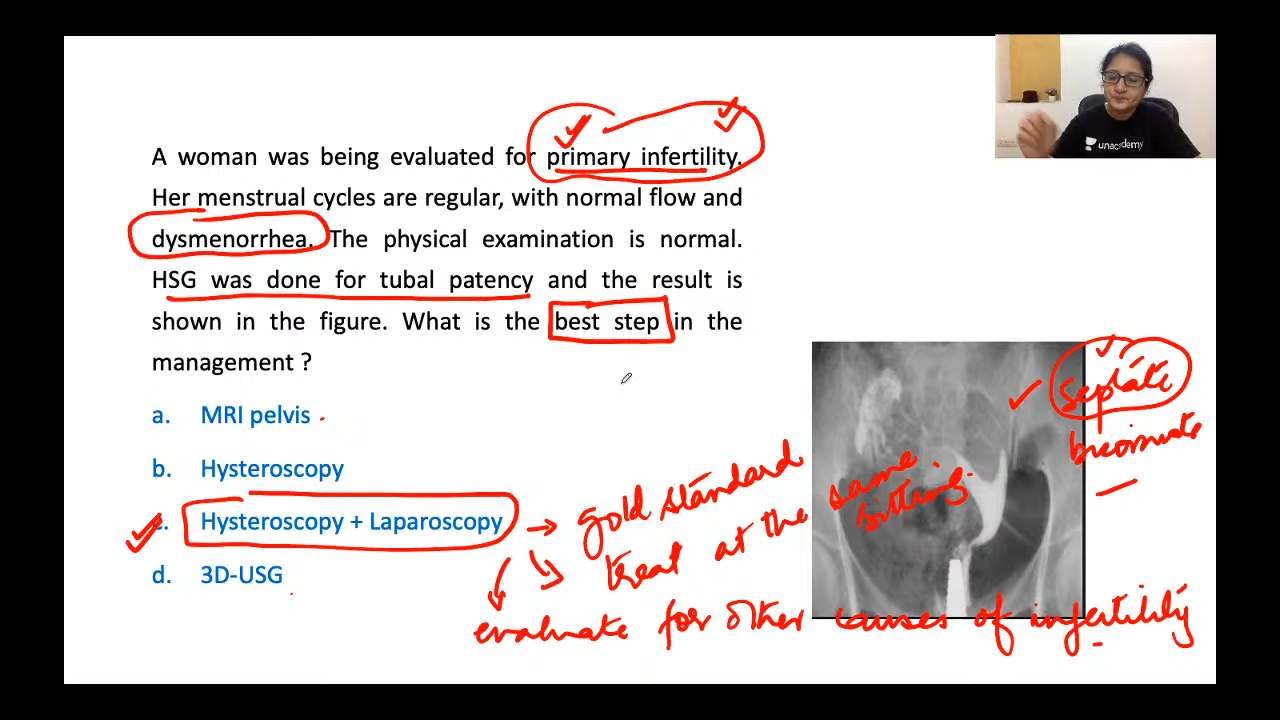 unacademy
A woman was being evaluated for primary infertility.
Her menstrual cycles are regular, with normal flow and
dysmenorrhea. The physical examination is normal.
HSG was done for tubal patency and the result is
shown in the figure. What is the best step in the
management ?
a. MRI pelvis
b. Hysteroscopy
c. Hysteroscopy + Laparoscopy
d. 3D-USG
Septate
bicornuate
gold standard
treat at the same
sitting.
evaluate for other causes of infertility